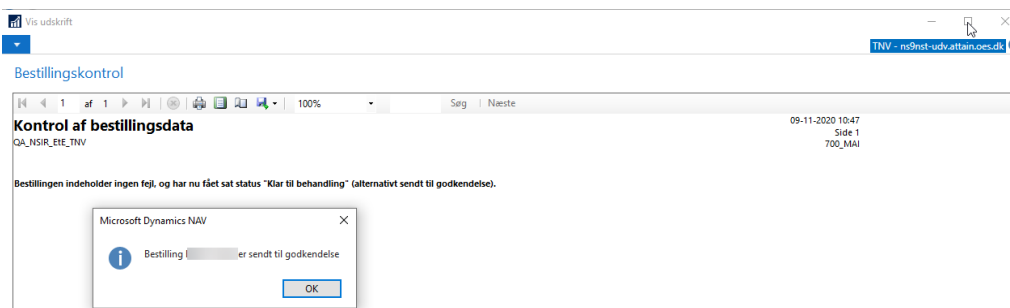 Vis udskrift
TNV - ns9nst-udv.attain.oes.dk
Bestillingskontrol
1 af 1 100% Søg Næste
Kontrol af bestillingsdata
09-11-2020 10:47
QA_NSIR_EtE_TNV
Side 1
700_MAI
Bestillingen indeholder ingen fejl, og har nu fået sat status "Klar til behandling" (alternativt sendt til godkendelse).
Microsoft Dynamics NAV
Bestilling er sendt til godkendelse
OK